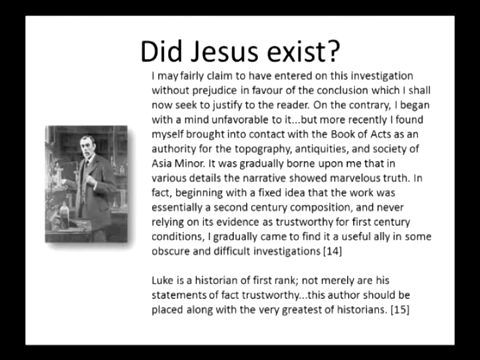 Did Jesus exist?
I may fairly claim to have entered on this investigation
without prejudice in favour of the conclusion which I shall
now seek to justify to the reader. On the contrary, I began
with a mind unfavorable to it...but more recently I found
myself brought into contact with the Book of Acts as an
authority for the topography, antiquities, and society of
Asia Minor. It was gradually borne upon me that in
various details the narrative showed marvelous truth. In
fact, beginning with a fixed idea that the work was
essentially a second century composition, and never
relying on its evidence as trustworthy for first century
conditions, I gradually came to find it a useful ally in some
obscure and difficult investigations [14]
Luke is a historian of first rank; not merely are his
statements of fact trustworthy...this author should be
placed along with the very greatest of historians. [15]